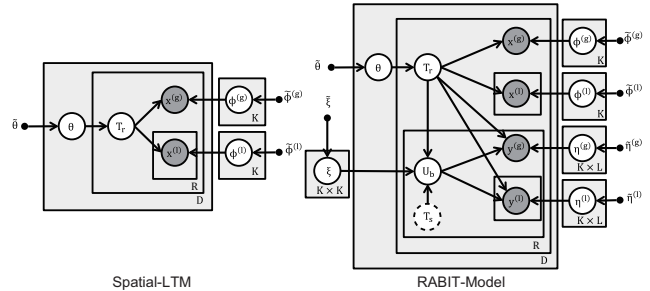 θ̃
θ
T_r
x^(g)
x^(l)
R
D
ϕ^(g)
K
ϕ̃^(g)
ϕ^(l)
K
ϕ̃^(l)
Spatial-LTM
θ̃
θ
T_r
x^(g)
x^(l)
ξ̃
ξ
K × K
U_b
T_s
y^(g)
y^(l)
R
D
ϕ^(g)
K
ϕ̃^(g)
ϕ^(l)
K
ϕ̃^(l)
η^(g)
K × L
η̃^(g)
η^(l)
K × L
η̃^(l)
RABIT-Model